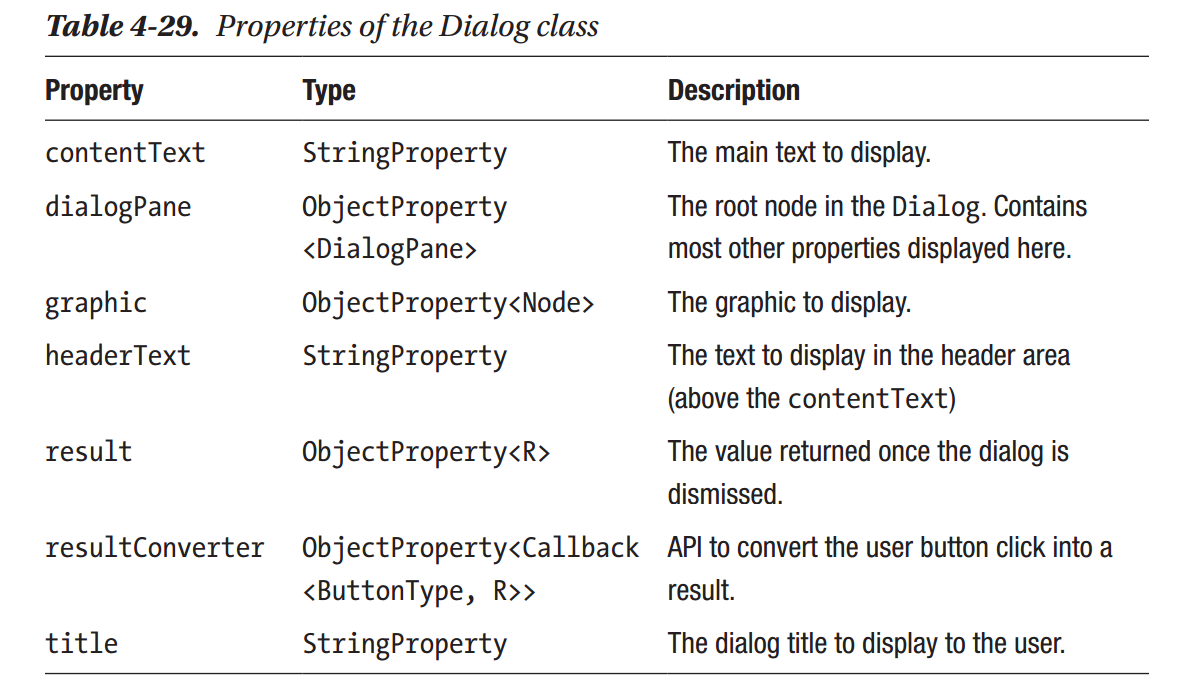 Table 4-29. Properties of the Dialog class
Property Type Description
contentText StringProperty The main text to display.
dialogPane ObjectProperty The root node in the Dialog. Contains
<DialogPane> most other properties displayed here.
graphic ObjectProperty<Node> The graphic to display.
headerText StringProperty The text to display in the header area
(above the contentText)
result ObjectProperty<R> The value returned once the dialog is
dismissed.
resultConverter ObjectProperty<Callback API to convert the user button click into a
<ButtonType, R>> result.
title StringProperty The dialog title to display to the user.